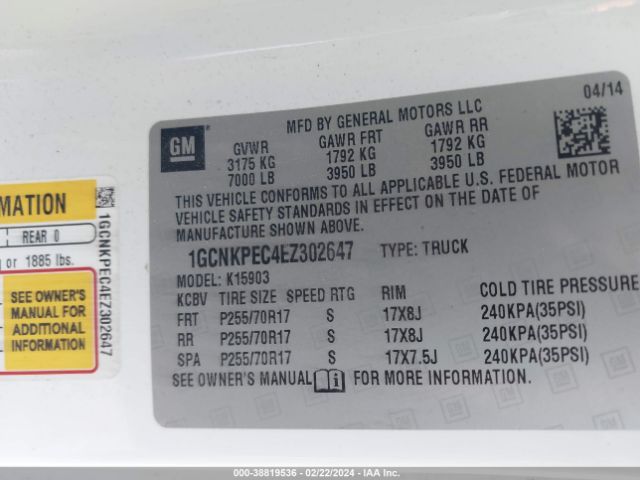 04/14
MFD BY GENERAL MOTORS LLC
GM
GVWR GAWR FRT GAWR RR
3175 KG 1792 KG 1792 KG
7000 LB 3950 LB 3950 LB
THIS VEHICLE CONFORMS TO ALL APPLICABLE U.S. FEDERAL MOTOR
VEHICLE SAFETY STANDARDS IN EFFECT ON THE DATE OF
MANUFACTURE SHOWN ABOVE.
1GCNKPEC4EZ302647 TYPE: TRUCK
MODEL: K15903
KCBV TIRE SIZE SPEED RTG RIM COLD TIRE PRESSURE
FRT P255/70R17 S 17X8J 240KPA(35PSI)
RR P255/70R17 S 17X8J 240KPA(35PSI)
SPA P255/70R17 S 17X7.5J 240KPA(35PSI)
SEE OWNER'S MANUAL FOR MORE INFORMATION.
REAR 0
or 1885 lbs.
SEE OWNER'S
MANUAL FOR
ADDITIONAL
INFORMATION
1GCNKPEC4EZ302647
000-38819536 - 02/22/2024 - IAA Inc.